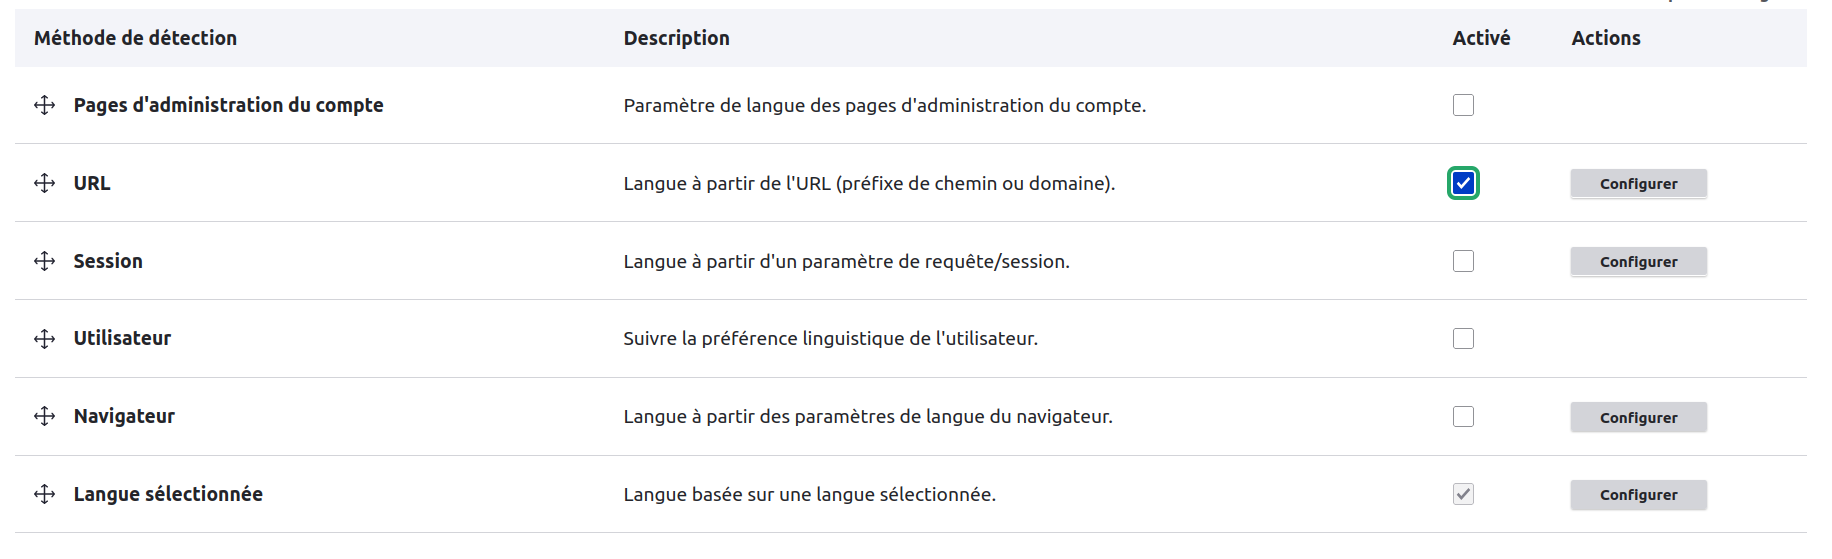 Méthode de détection Description Activé Actions
Pages d'administration du compte Paramètre de langue des pages d'administration du compte.
URL Langue à partir de l'URL (préfixe de chemin ou domaine). Configurer
Session Langue à partir d'un paramètre de requête/session. Configurer
Utilisateur Suivre la préférence linguistique de l'utilisateur.
Navigateur Langue à partir des paramètres de langue du navigateur. Configurer
Langue sélectionnée Langue basée sur une langue sélectionnée. Configurer